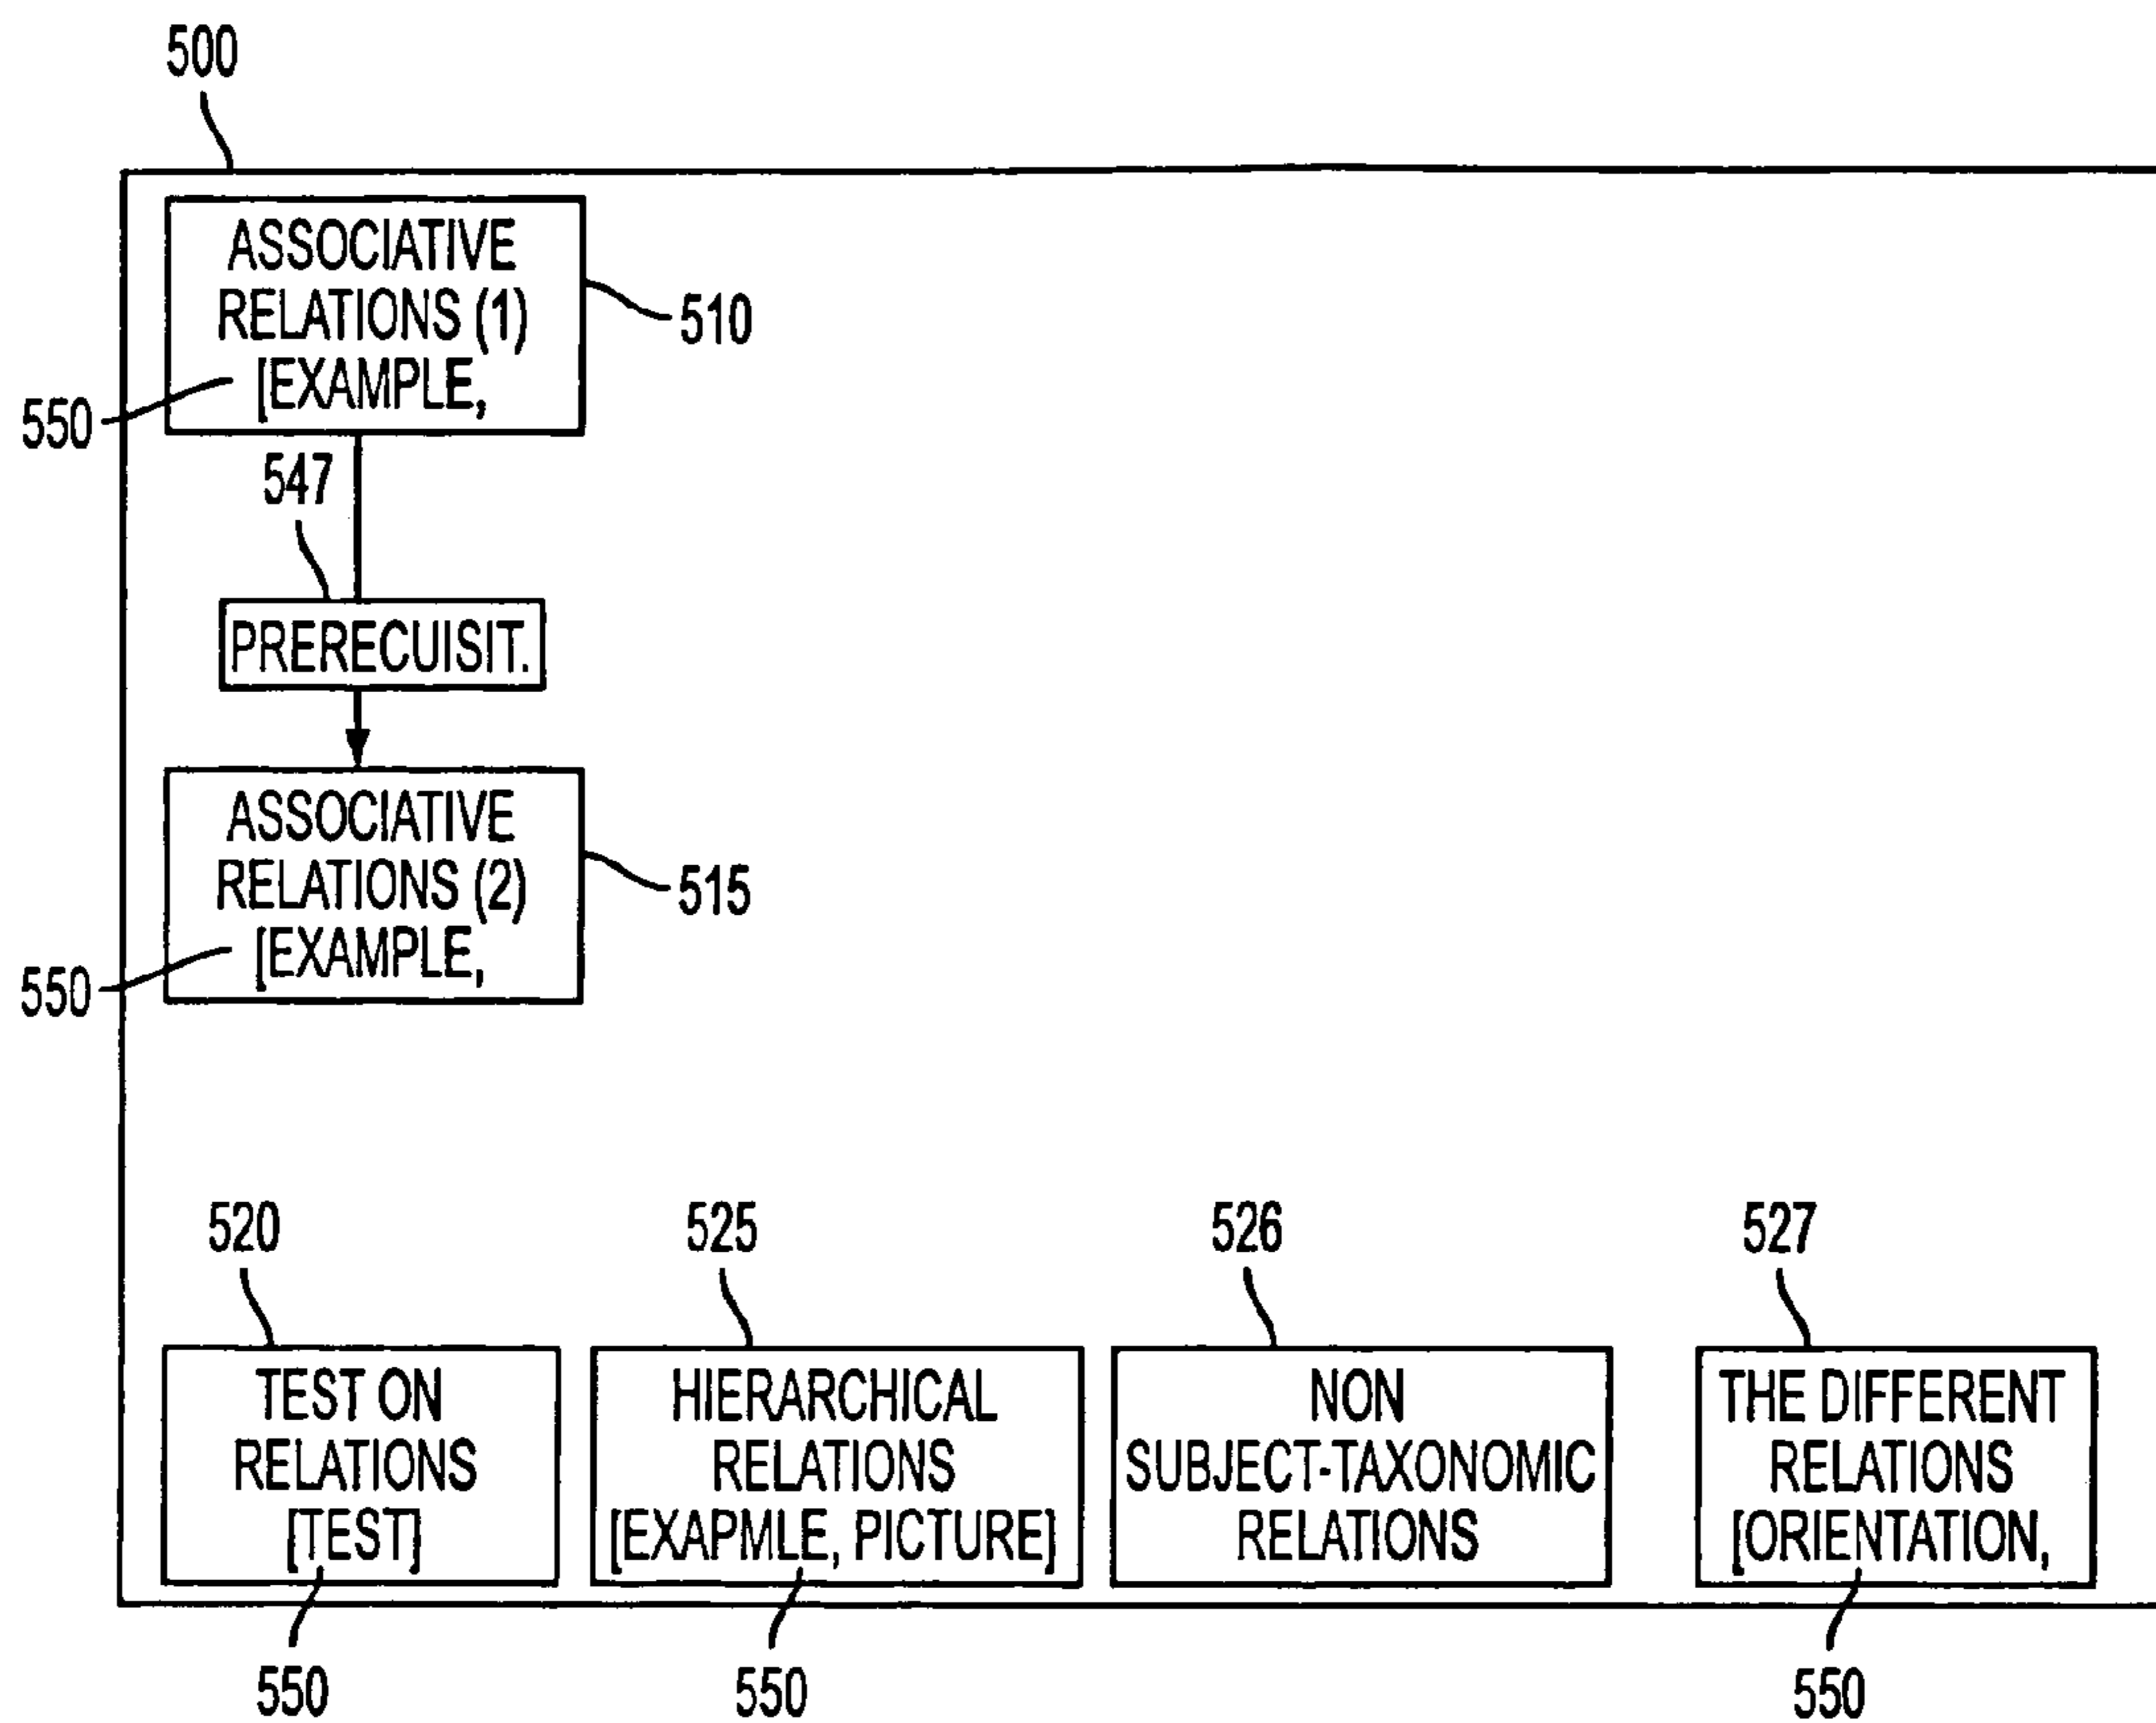 500
ASSOCIATIVE
RELATIONS (1)
[EXAMPLE,
510
550
547
PRERECUISIT.
ASSOCIATIVE
RELATIONS (2)
[EXAMPLE,
515
550
520
525
526
527
TEST ON
RELATIONS
[TEST]
HIERARCHICAL
RELATIONS
[EXAPMLE, PICTURE]
NON
SUBJECT-TAXONOMIC
RELATIONS
THE DIFFERENT
RELATIONS
[ORIENTATION,
550
550
550